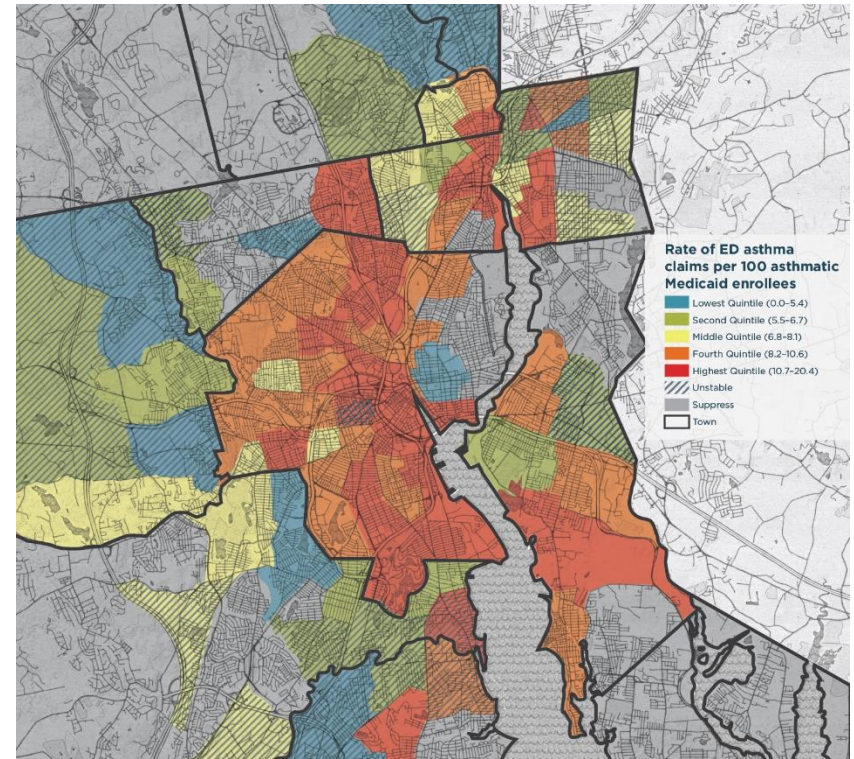 Rate of ED asthma
claims per 100 asthmatic
Medicaid enrollees
Lowest Quintile (0.0–5.4)
Second Quintile (5.5–6.7)
Middle Quintile (6.8–8.1)
Fourth Quintile (8.2–10.6)
Highest Quintile (10.7–20.4)
Unstable
Suppress
Town